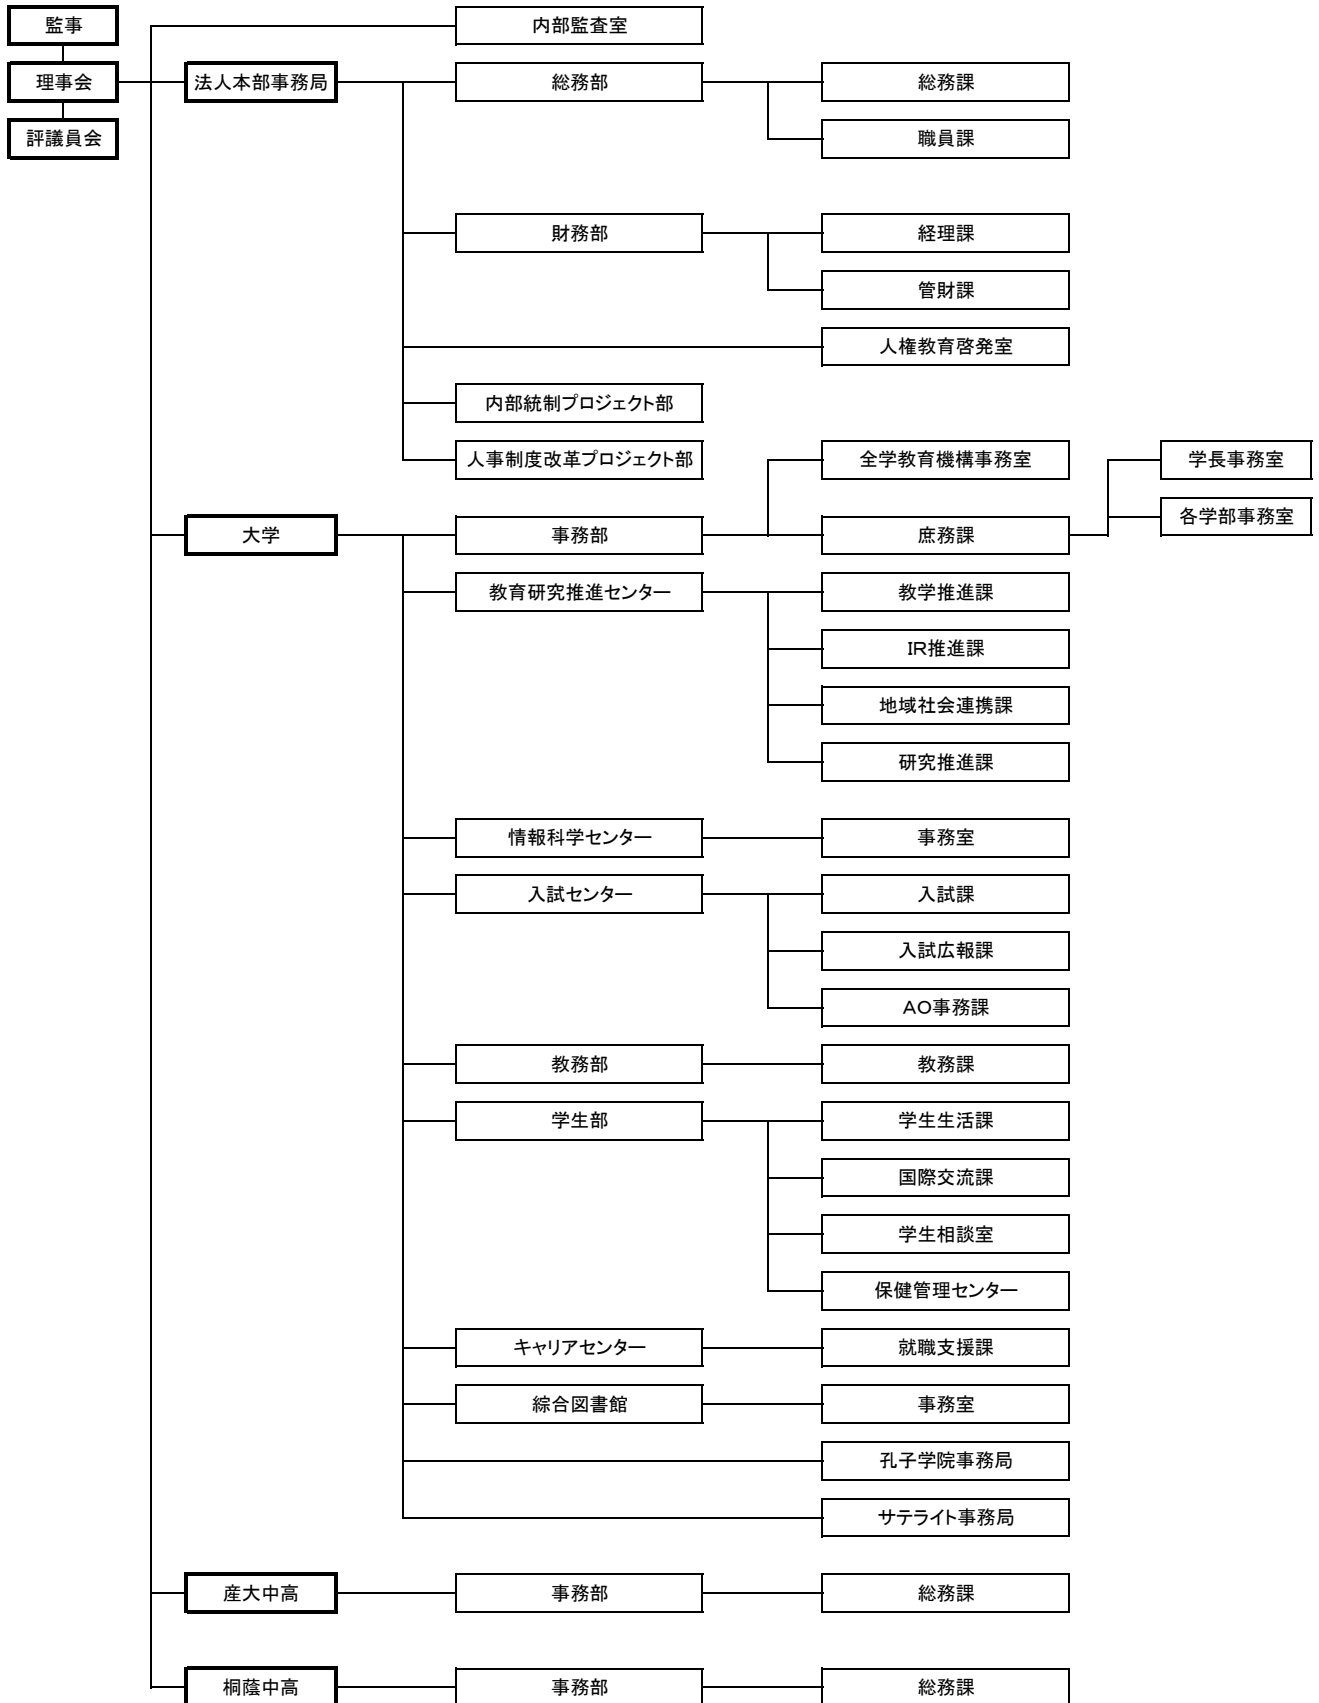 監事
内部監査室
理事会
法人本部事務局
総務部
総務課
評議員会
職員課
財務部
経理課
管財課
人権教育啓発室
内部統制プロジェクト部
人事制度改革プロジェクト部
全学教育機構事務室
学長事務室
各学部事務室
大学
事務部
庶務課
教育研究推進センター
教学推進課
IR推進課
地域社会連携課
研究推進課
情報科学センター
事務室
入試センター
入試課
入試広報課
AO事務課
教務部
教務課
学生部
学生生活課
国際交流課
学生相談室
保健管理センター
キャリアセンター
就職支援課
綜合図書館
事務室
孔子学院事務局
サテライト事務局
産大中高
事務部
総務課
桐蔭中高
事務部
総務課